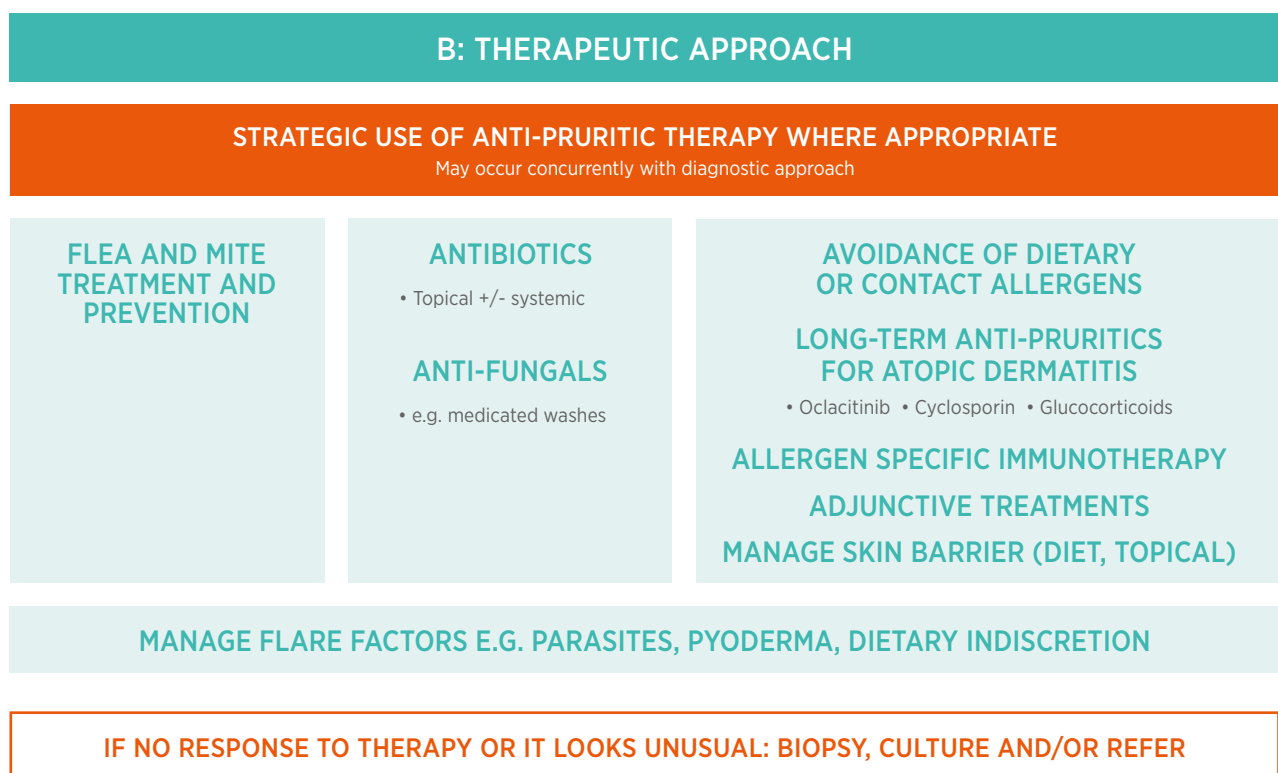 B: THERAPEUTIC APPROACH
STRATEGIC USE OF ANTI-PRURITIC THERAPY WHERE APPROPRIATE
May occur concurrently with diagnostic approach
FLEA AND MITE
TREATMENT AND
PREVENTION
ANTIBIOTICS
• Topical +/- systemic
ANTI-FUNGALS
• e.g. medicated washes
AVOIDANCE OF DIETARY
OR CONTACT ALLERGENS
LONG-TERM ANTI-PRURITICS
FOR ATOPIC DERMATITIS
• Oclacitinib • Cyclosporin • Glucocorticoids
ALLERGEN SPECIFIC IMMUNOTHERAPY
ADJUNCTIVE TREATMENTS
MANAGE SKIN BARRIER (DIET, TOPICAL)
MANAGE FLARE FACTORS E.G. PARASITES, PYODERMA, DIETARY INDISCRETION
IF NO RESPONSE TO THERAPY OR IT LOOKS UNUSUAL: BIOPSY, CULTURE AND/OR REFER